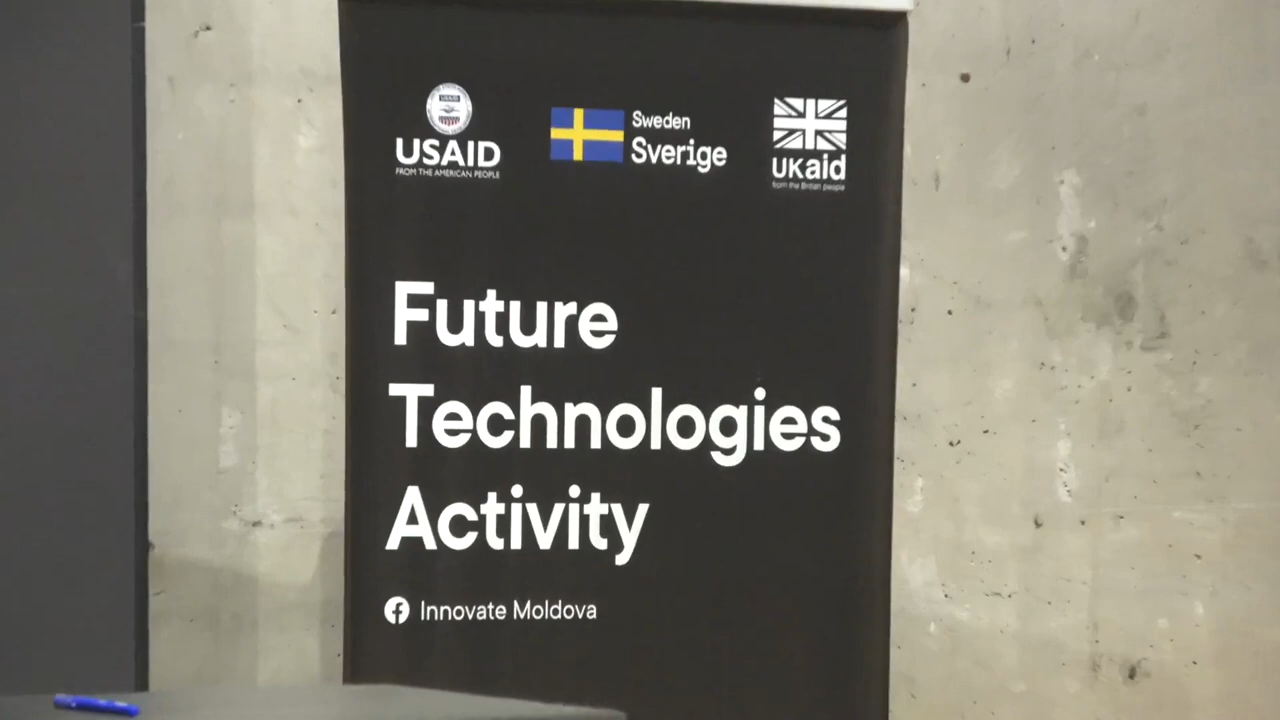 USAID
FROM THE AMERICAN PEOPLE
Sweden
Sverige
UKaid
from the British people
Future
Technologies
Activity
Innovate Moldova